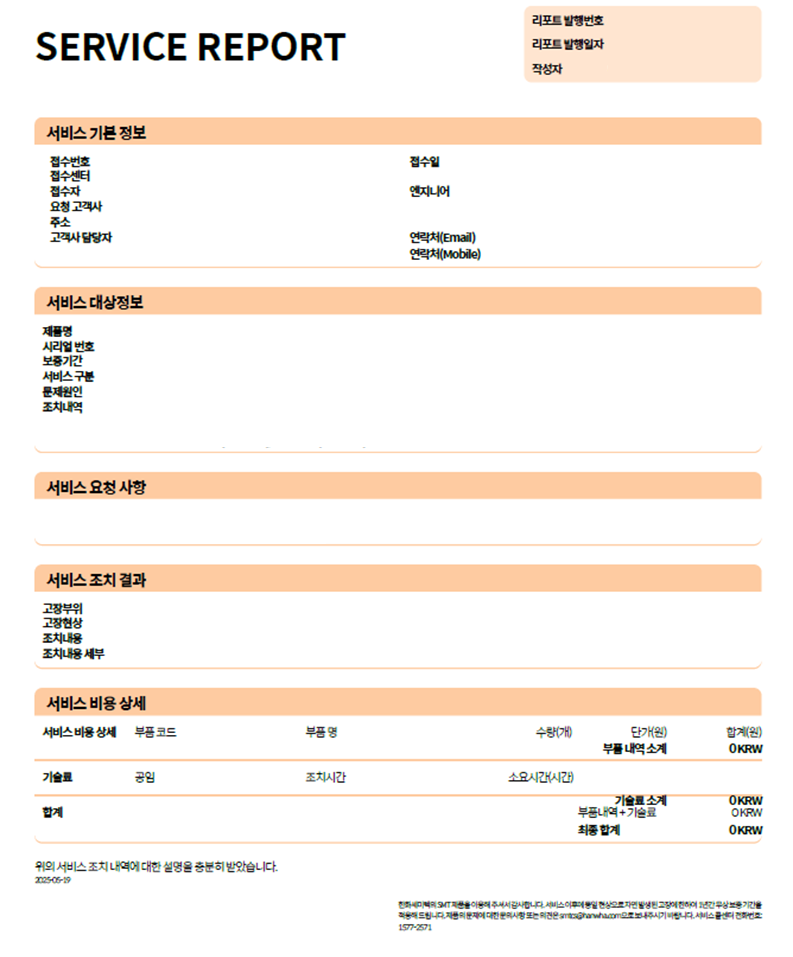 SERVICE REPORT
리포트 발행번호
리포트 발행일자
작성자
서비스 기본 정보
접수번호 접수일
접수센터
접수자 엔지니어
요청 고객사
주소
고객사 담당자 연락처(Email)
연락처(Mobile)
서비스 대상정보
제품명
시리얼 번호
보증기간
서비스 구분
문제원인
조치내역
서비스 요청 사항
서비스 조치 결과
고장부위
고장현상
조치내용
조치내용 세부
서비스 비용 상세
서비스 비용 상세 부품 코드 부품 명 수량(개) 단가(원) 합계(원)
부품 내역 소계 0 KRW
기술료 공임 조치시간 소요시간(시간)
기술료 소계 0 KRW
합계 부품내역 + 기술료 0 KRW
최종 합계 0 KRW
위의 서비스 조치 내역에 대한 설명을 충분히 받았습니다.
2025-05-19
한화세미텍의 SMT 제품을 이용해 주셔서 감사합니다. 서비스 이후에 동일 현상으로 자연 발생된 고장에 한하여 1년간 무상 보증 기간을
적용해 드립니다. 제품의 문제에 대한 문의사항 또는 의견은 smtcs@hanwha.com으로 보내주시기 바랍니다. 서비스 콜센터 전화번호:
1577-2571